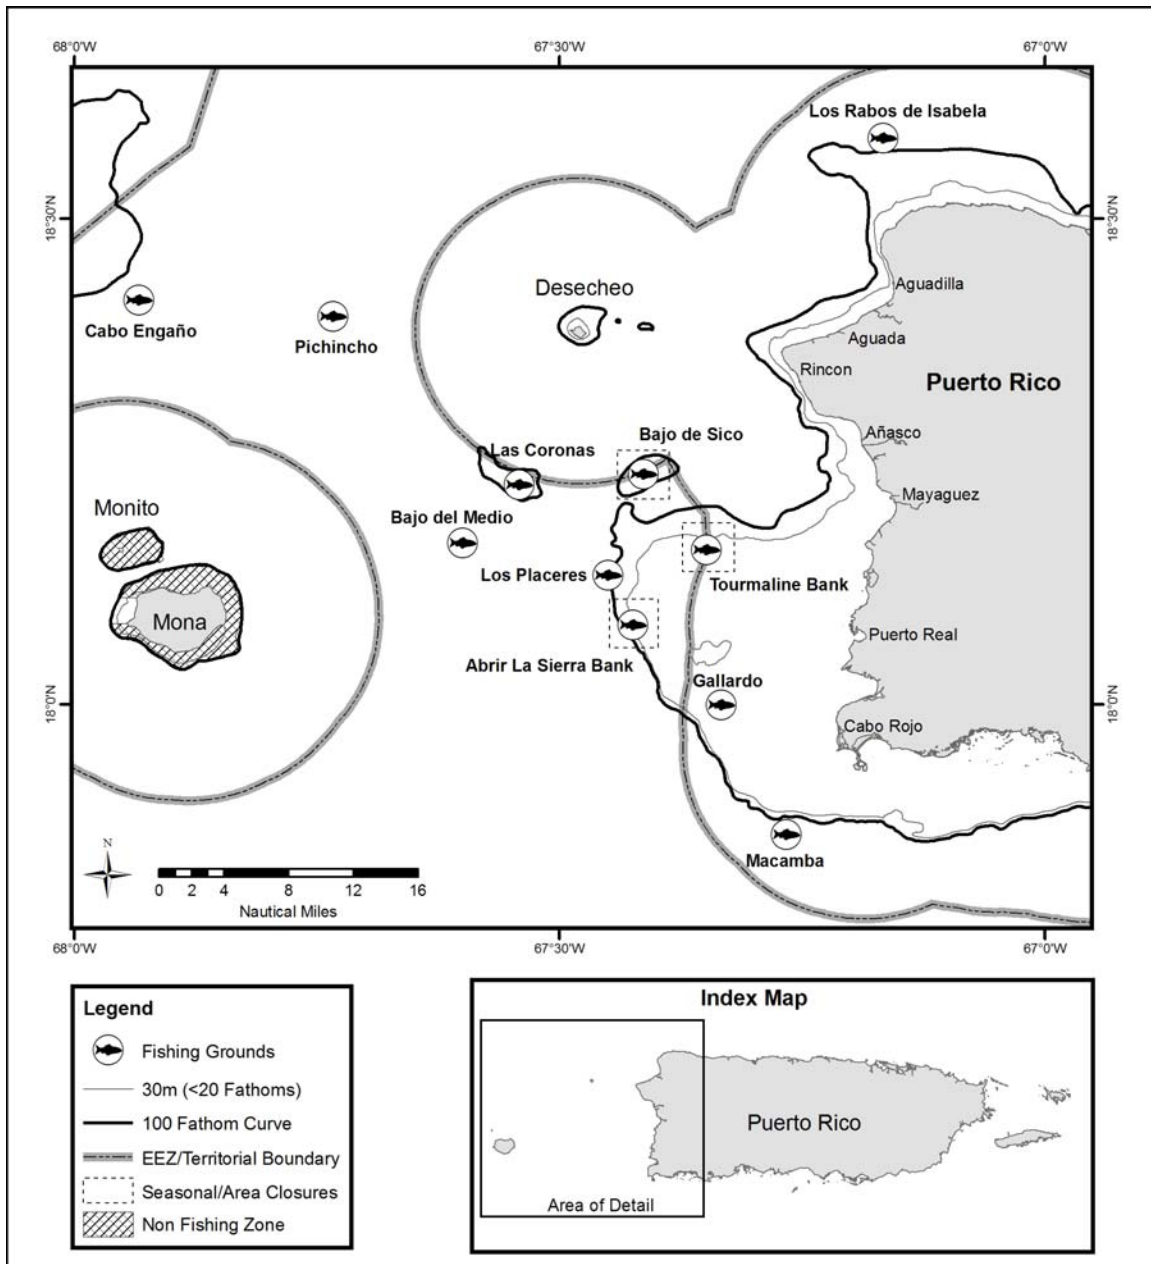 68°0'W
67°30'W
67°0'W
Los Rabos de Isabela
18°30'N
18°30'N
Desecheo
Aguadilla
Cabo Engaño
Pichincho
Aguada
Rincon
Puerto Rico
Las Coronas
Bajo de Sico
Añasco
Monito
Bajo del Medio
Mayaguez
Los Placeres
Tourmaline Bank
Mona
Puerto Real
Abrir La Sierra Bank
Gallardo
18°0'N
18°0'N
Cabo Rojo
N
Macamba
0 2 4 8 12 16
Nautical Miles
68°0'W
67°30'W
67°0'W
Legend
Fishing Grounds
30m (<20 Fathoms)
100 Fathom Curve
EEZ/Territorial Boundary
Seasonal/Area Closures
Non Fishing Zone
Index Map
Puerto Rico
Area of Detail